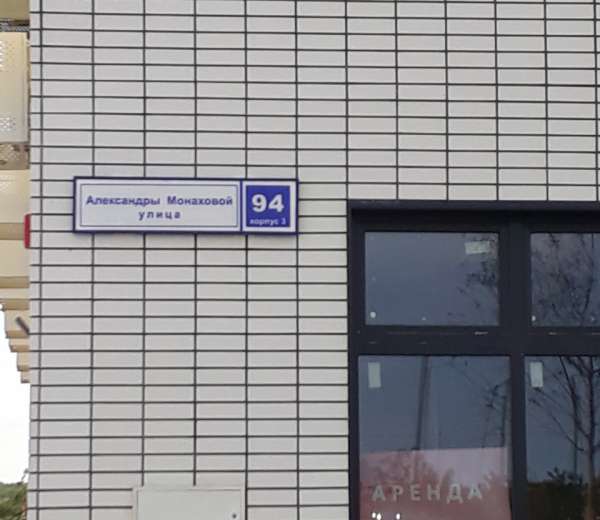 Александры Монаховой
улица
94
корпус 3
АРЕНДА